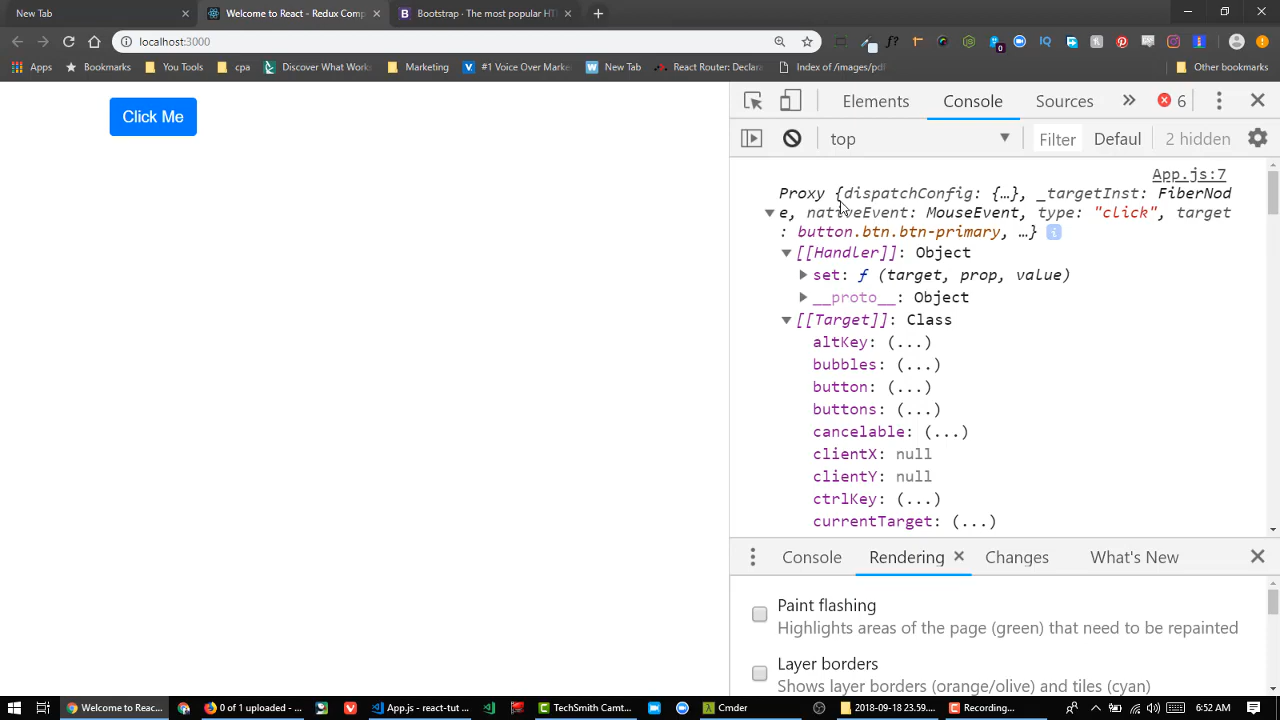 New Tab
Welcome to React - Redux Comp
Bootstrap - The most popular HT
localhost:3000
f?
Apps
Bookmarks
You Tools
cpa
Discover What Works
Marketing
#1 Voice Over Market
New Tab
React Router: Declara
Index of /images/pdf
Other bookmarks
Click Me
Elements
Console
Sources
»
6
top
Filter
Defaul
2 hidden
App.js:7
Proxy {dispatchConfig: {…}, _targetInst: FiberNod
e, nativeEvent: MouseEvent, type: "click", target
: button.btn.btn-primary, …} i
[[Handler]]: Object
set: ƒ (target, prop, value)
__proto__: Object
[[Target]]: Class
altKey: (...)
bubbles: (...)
button: (...)
buttons: (...)
cancelable: (...)
clientX: null
clientY: null
ctrlKey: (...)
currentTarget: (...)
Console
Rendering
Changes
What's New
Paint flashing
Highlights areas of the page (green) that need to be repainted
Layer borders
Shows layer borders (orange/olive) and tiles (cyan)
Welcome to Reac...
0 of 1 uploaded - ...
App.js - react-tut ...
TechSmith Camt...
Cmder
2018-09-18 23.59....
Recording...
6:52 AM